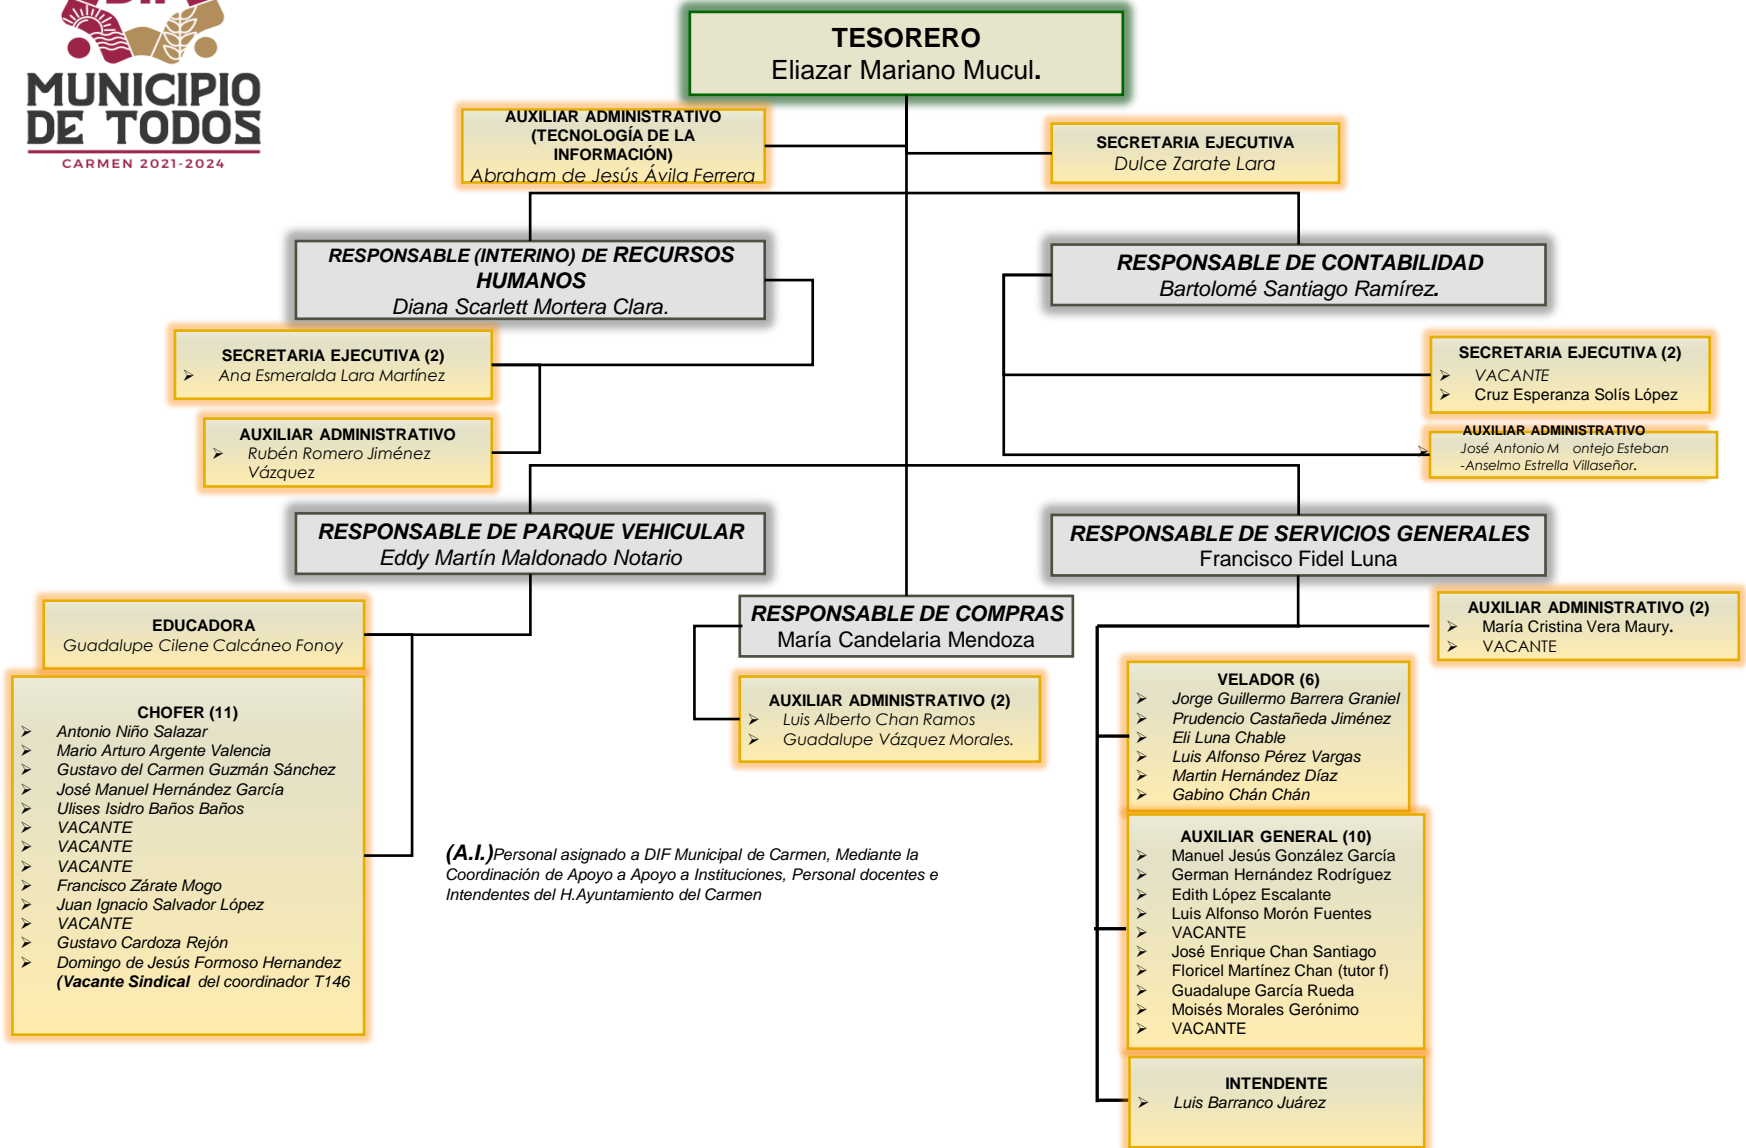 DIF
MUNICIPIO
DE TODOS
CARMEN 2021-2024
TESORERO
Eliazar Mariano Mucul.
AUXILIAR ADMINISTRATIVO
(TECNOLOGÍA DE LA
INFORMACIÓN)
Abraham de Jesús Ávila Ferrera
SECRETARIA EJECUTIVA
Dulce Zarate Lara
RESPONSABLE (INTERINO) DE RECURSOS
HUMANOS
Diana Scarlett Mortera Clara.
RESPONSABLE DE CONTABILIDAD
Bartolomé Santiago Ramírez.
SECRETARIA EJECUTIVA (2)
➢ Ana Esmeralda Lara Martínez
AUXILIAR ADMINISTRATIVO
➢ Rubén Romero Jiménez
Vázquez
SECRETARIA EJECUTIVA (2)
➢ VACANTE
➢ Cruz Esperanza Solís López
AUXILIAR ADMINISTRATIVO
➢ José Antonio M ontejo Esteban
-Anselmo Estrella Villaseñor.
RESPONSABLE DE PARQUE VEHICULAR
Eddy Martín Maldonado Notario
RESPONSABLE DE SERVICIOS GENERALES
Francisco Fidel Luna
EDUCADORA
Guadalupe Cilene Calcáneo Fonoy
CHOFER (11)
➢ Antonio Niño Salazar
➢ Mario Arturo Argente Valencia
➢ Gustavo del Carmen Guzmán Sánchez
➢ José Manuel Hernández García
➢ Ulises Isidro Baños Baños
➢ VACANTE
➢ VACANTE
➢ VACANTE
➢ Francisco Zárate Mogo
➢ Juan Ignacio Salvador López
➢ VACANTE
➢ Gustavo Cardoza Rejón
➢ Domingo de Jesús Formoso Hernandez
(Vacante Sindical del coordinador T146
RESPONSABLE DE COMPRAS
María Candelaria Mendoza
AUXILIAR ADMINISTRATIVO (2)
➢ Luis Alberto Chan Ramos
➢ Guadalupe Vázquez Morales.
(A.I.)Personal asignado a DIF Municipal de Carmen, Mediante la
Coordinación de Apoyo a Apoyo a Instituciones, Personal docentes e
Intendentes del H.Ayuntamiento del Carmen
AUXILIAR ADMINISTRATIVO (2)
➢ María Cristina Vera Maury.
➢ VACANTE
VELADOR (6)
➢ Jorge Guillermo Barrera Graniel
➢ Prudencio Castañeda Jiménez
➢ Eli Luna Chable
➢ Luis Alfonso Pérez Vargas
➢ Martin Hernández Díaz
➢ Gabino Chán Chán
AUXILIAR GENERAL (10)
➢ Manuel Jesús González García
➢ German Hernández Rodríguez
➢ Edith López Escalante
➢ Luis Alfonso Morón Fuentes
➢ VACANTE
➢ José Enrique Chan Santiago
➢ Floricel Martínez Chan (tutor f)
➢ Guadalupe García Rueda
➢ Moisés Morales Gerónimo
➢ VACANTE
INTENDENTE
➢ Luis Barranco Juárez